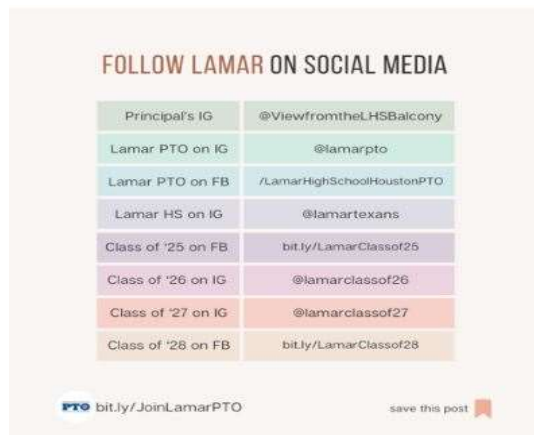 FOLLOW LAMAR ON SOCIAL MEDIA
Principal's IG @ViewfromtheLHSBalcony
Lamar PTO on IG @lamarpto
Lamar PTO on FB /LamarHighSchoolHoustonPTO
Lamar HS on IG @lamartexans
Class of '25 on FB bit.ly/LamarClassof25
Class of '26 on IG @lamarclassof26
Class of '27 on IG @lamarclassof27
Class of '28 on FB bit.ly/LamarClassof28
PTO bit.ly/JoinLamarPTO save this post